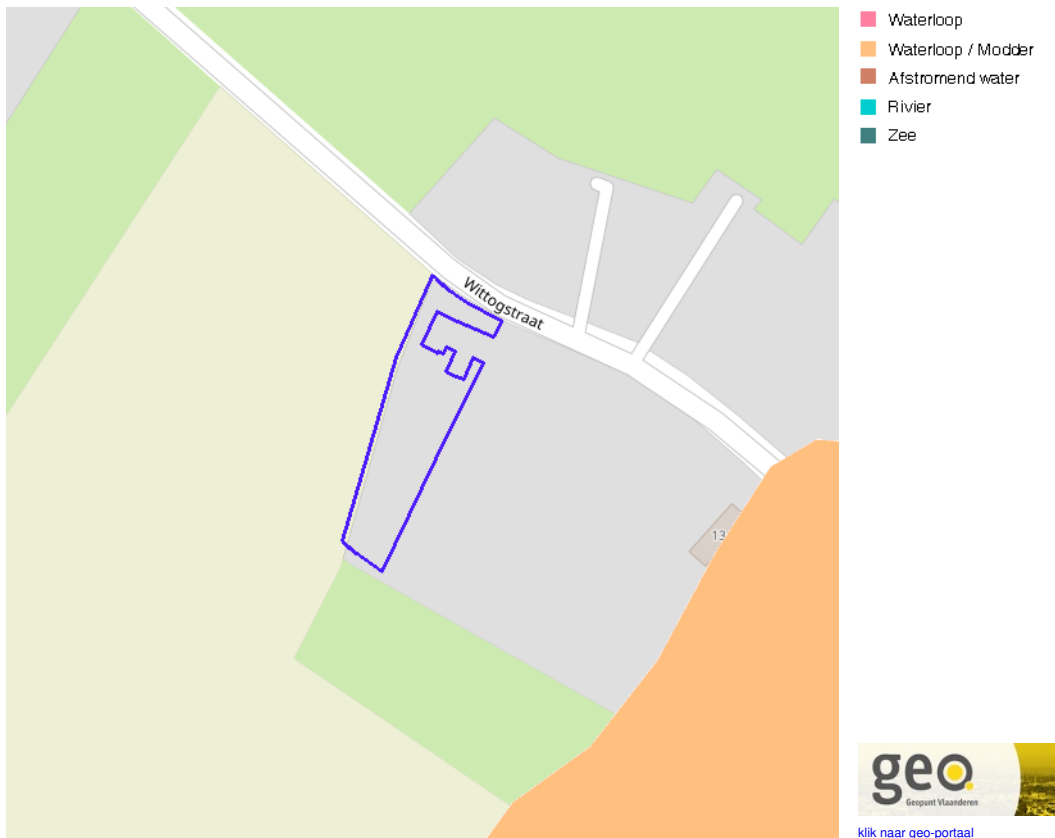 Waterloop
Waterloop / Modder
Afstromend water
Rivier
Zee
Wittogstraat
13
geo.
Geopunt Vlaanderen
klik naar geo-portaal